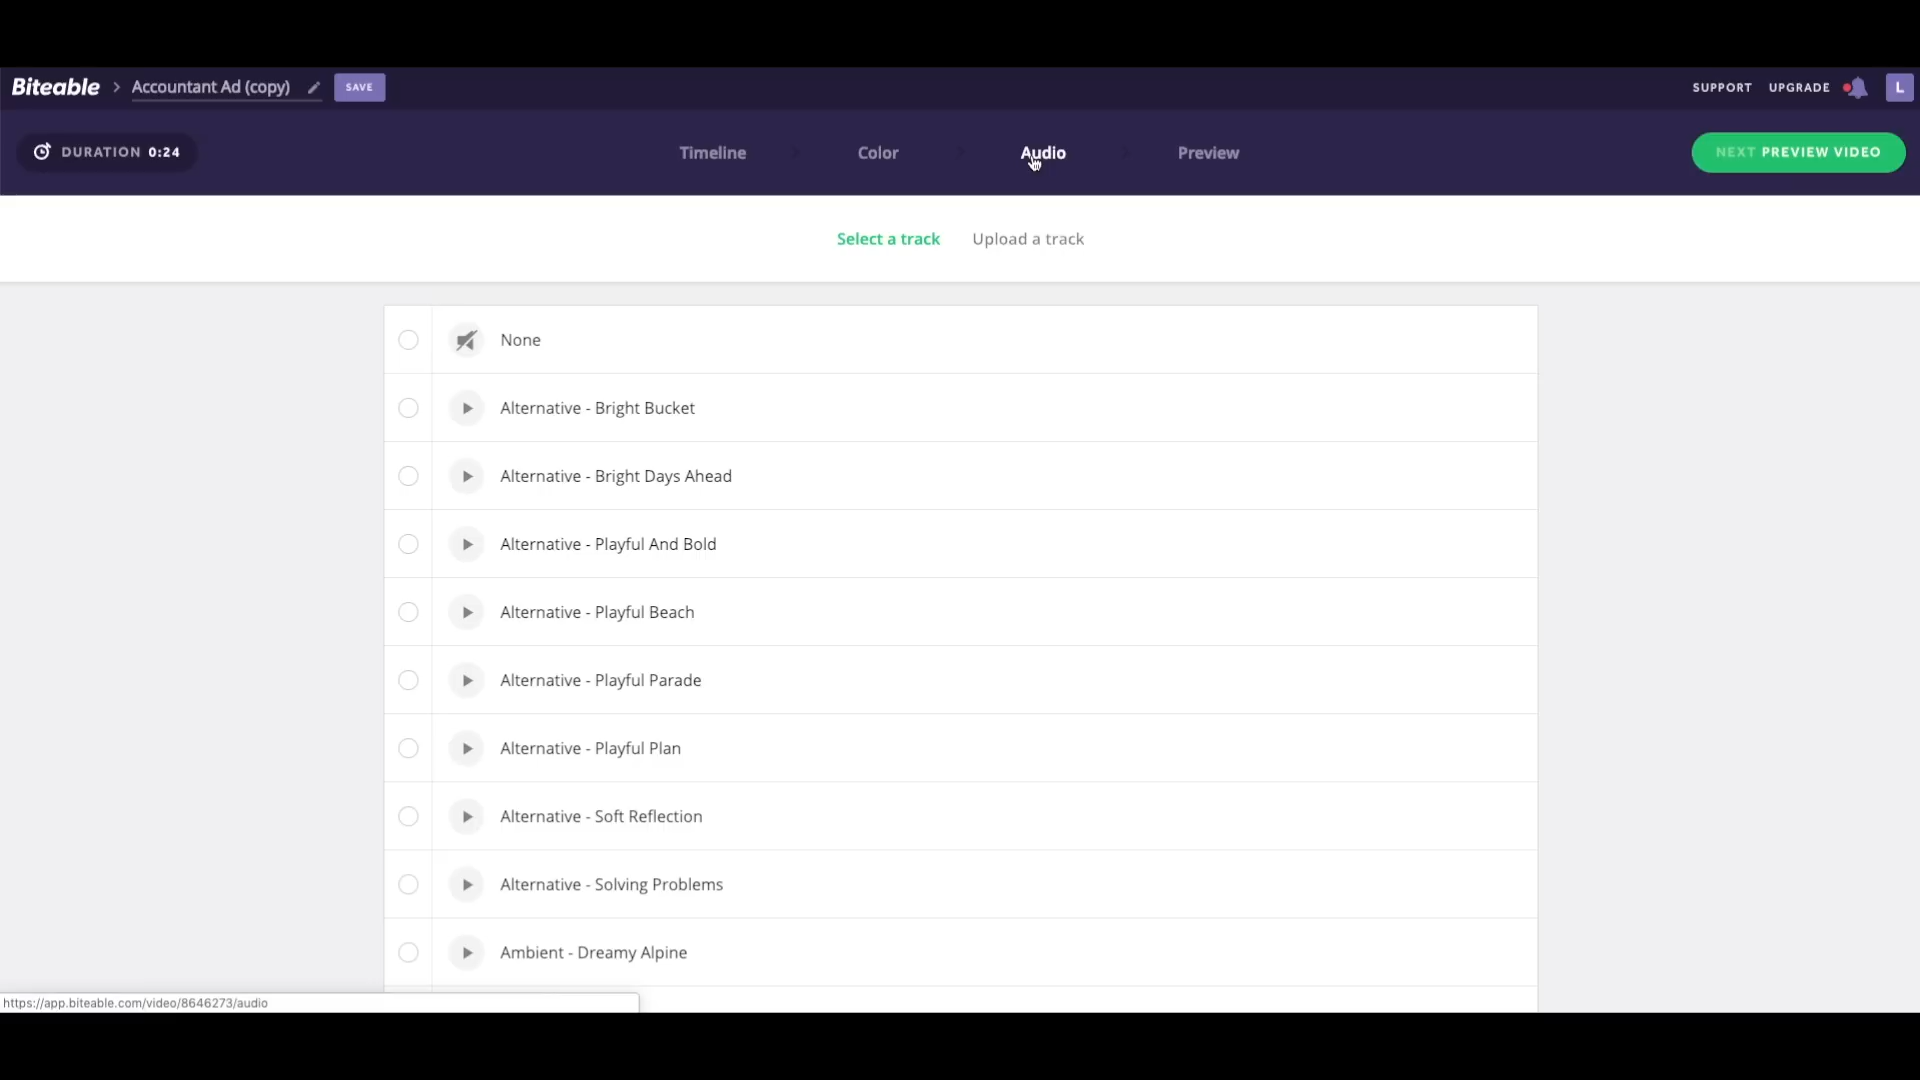 Biteable > Accountant Ad (copy) SAVE SUPPORT UPGRADE L
DURATION 0:24 Timeline Color Audio Preview NEXT PREVIEW VIDEO
Select a track Upload a track
None
Alternative - Bright Bucket
Alternative - Bright Days Ahead
Alternative - Playful And Bold
Alternative - Playful Beach
Alternative - Playful Parade
Alternative - Playful Plan
Alternative - Soft Reflection
Alternative - Solving Problems
Ambient - Dreamy Alpine
https://app.biteable.com/video/8646273/audio